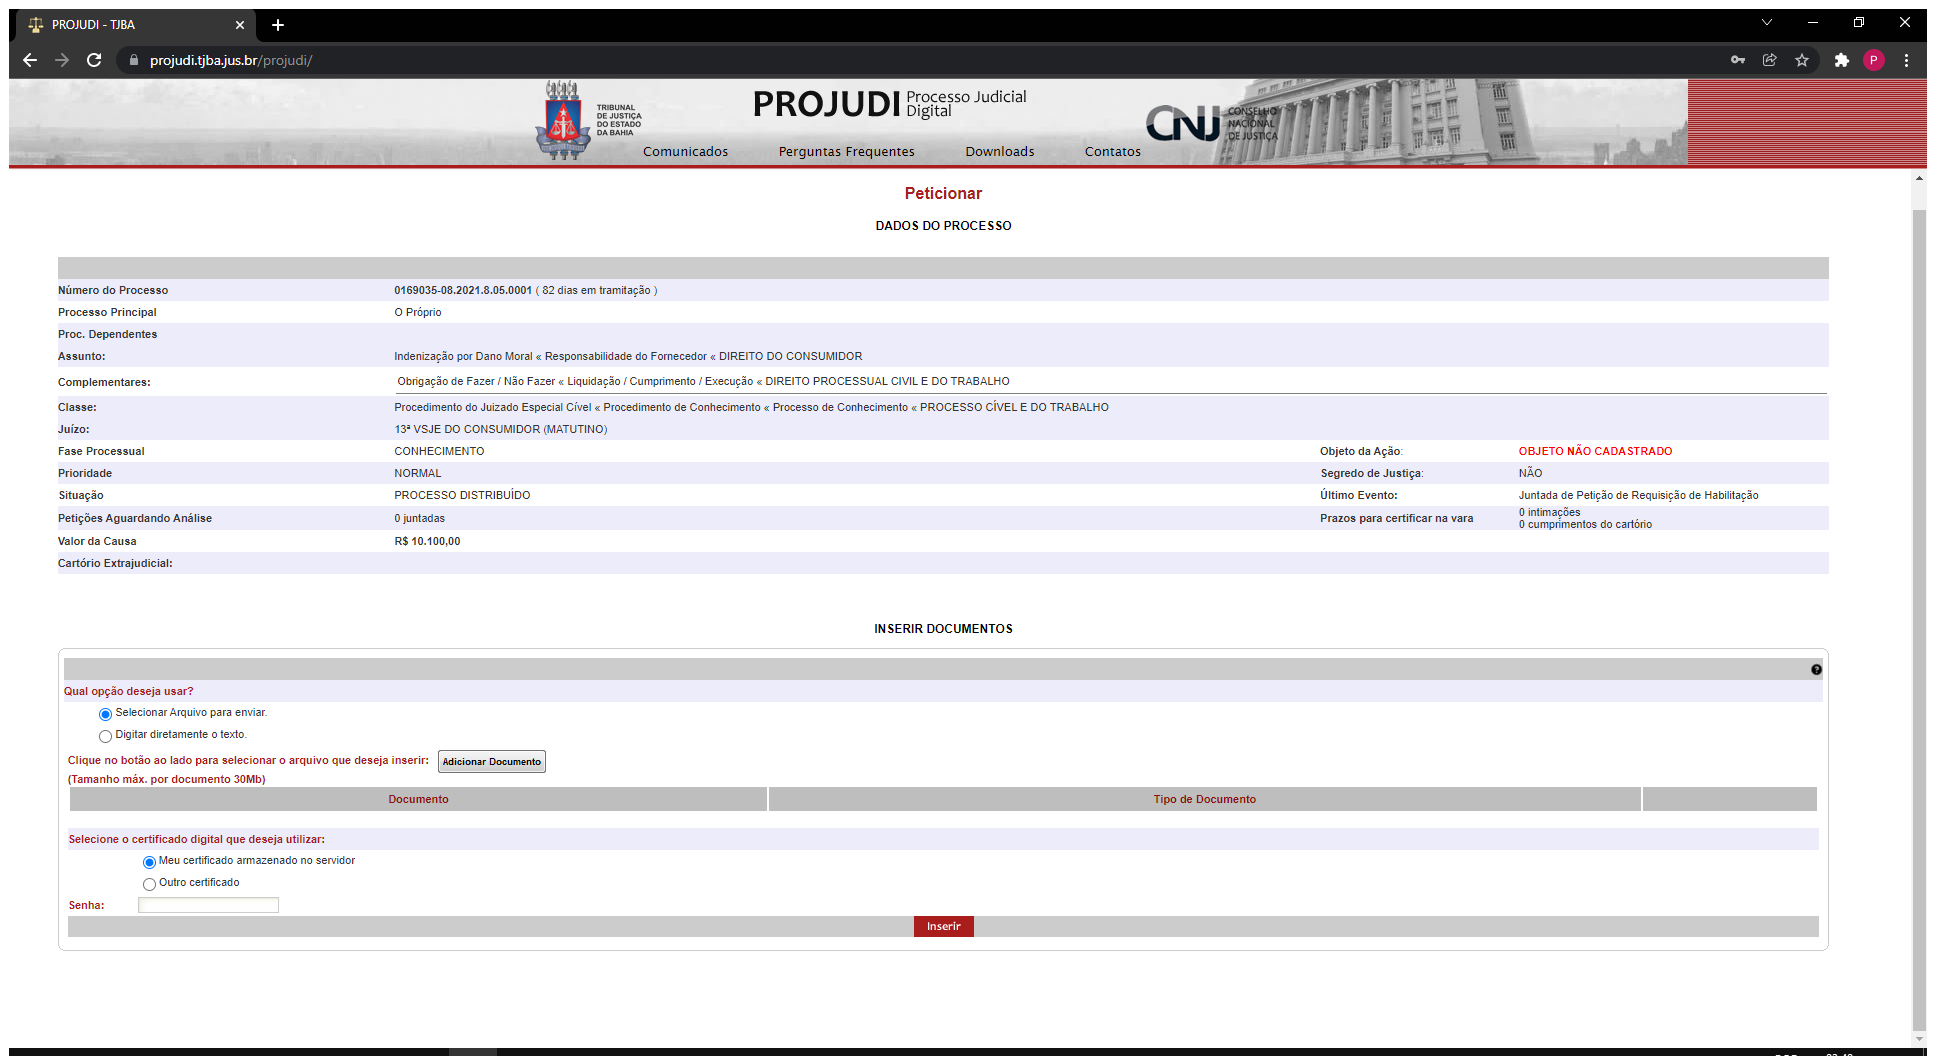 PROJUDI - TJBA
projudi.tjba.jus.br/projudi/
P
TRIBUNAL
DE JUSTIÇA
DO ESTADO
DA BAHIA
PROJUDI Processo Judicial
Digital
CNJ CONSELHO
NACIONAL
DE JUSTIÇA
Comunicados Perguntas Frequentes Downloads Contatos
Peticionar
DADOS DO PROCESSO
Número do Processo 0169035-08.2021.8.05.0001 ( 82 dias em tramitação )
Processo Principal O Próprio
Proc. Dependentes
Assunto: Indenização por Dano Moral « Responsabilidade do Fornecedor « DIREITO DO CONSUMIDOR
Complementares: Obrigação de Fazer / Não Fazer « Liquidação / Cumprimento / Execução « DIREITO PROCESSUAL CIVIL E DO TRABALHO
Classe: Procedimento do Juizado Especial Cível « Procedimento de Conhecimento « Processo de Conhecimento « PROCESSO CÍVEL E DO TRABALHO
Juízo: 13ª VSJE DO CONSUMIDOR (MATUTINO)
Fase Processual CONHECIMENTO Objeto da Ação: OBJETO NÃO CADASTRADO
Prioridade NORMAL Segredo de Justiça: NÃO
Situação PROCESSO DISTRIBUÍDO Último Evento: Juntada de Petição de Requisição de Habilitação
Petições Aguardando Análise 0 juntadas Prazos para certificar na vara 0 intimações
0 cumprimentos do cartório
Valor da Causa R$ 10.100,00
Cartório Extrajudicial:
INSERIR DOCUMENTOS
?
Qual opção deseja usar?
Selecionar Arquivo para enviar.
Digitar diretamente o texto.
Clique no botão ao lado para selecionar o arquivo que deseja inserir: Adicionar Documento
(Tamanho máx. por documento 30Mb)
Documento Tipo de Documento
Selecione o certificado digital que deseja utilizar:
Meu certificado armazenado no servidor
Outro certificado
Senha:
Inserir